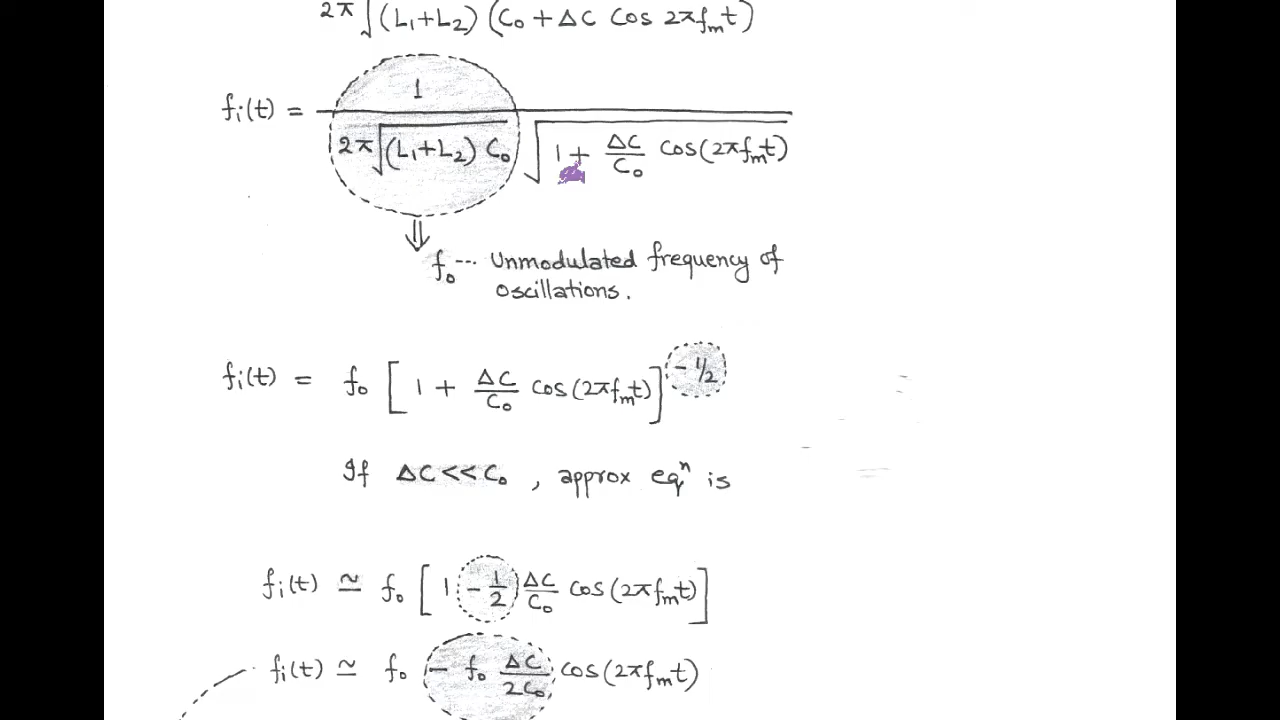 2π√(L₁+L₂) (C₀ + ΔC Cos 2πfₘt)
fᵢ(t) = 1 / 2π√(L₁+L₂) C₀ √1 + ΔC/C₀ cos(2πfₘt)
⇓
f₀ --- Unmodulated frequency of
oscillations.
fᵢ(t) = f₀ [1 + ΔC/C₀ cos(2πfₘt)]^-1/2
If ΔC<<C₀ , approx eqⁿ is
fᵢ(t) ≃ f₀ [1 - 1/2 ΔC/C₀ cos(2πfₘt)]
fᵢ(t) ≃ f₀ - f₀ ΔC/2C₀ cos(2πfₘt)